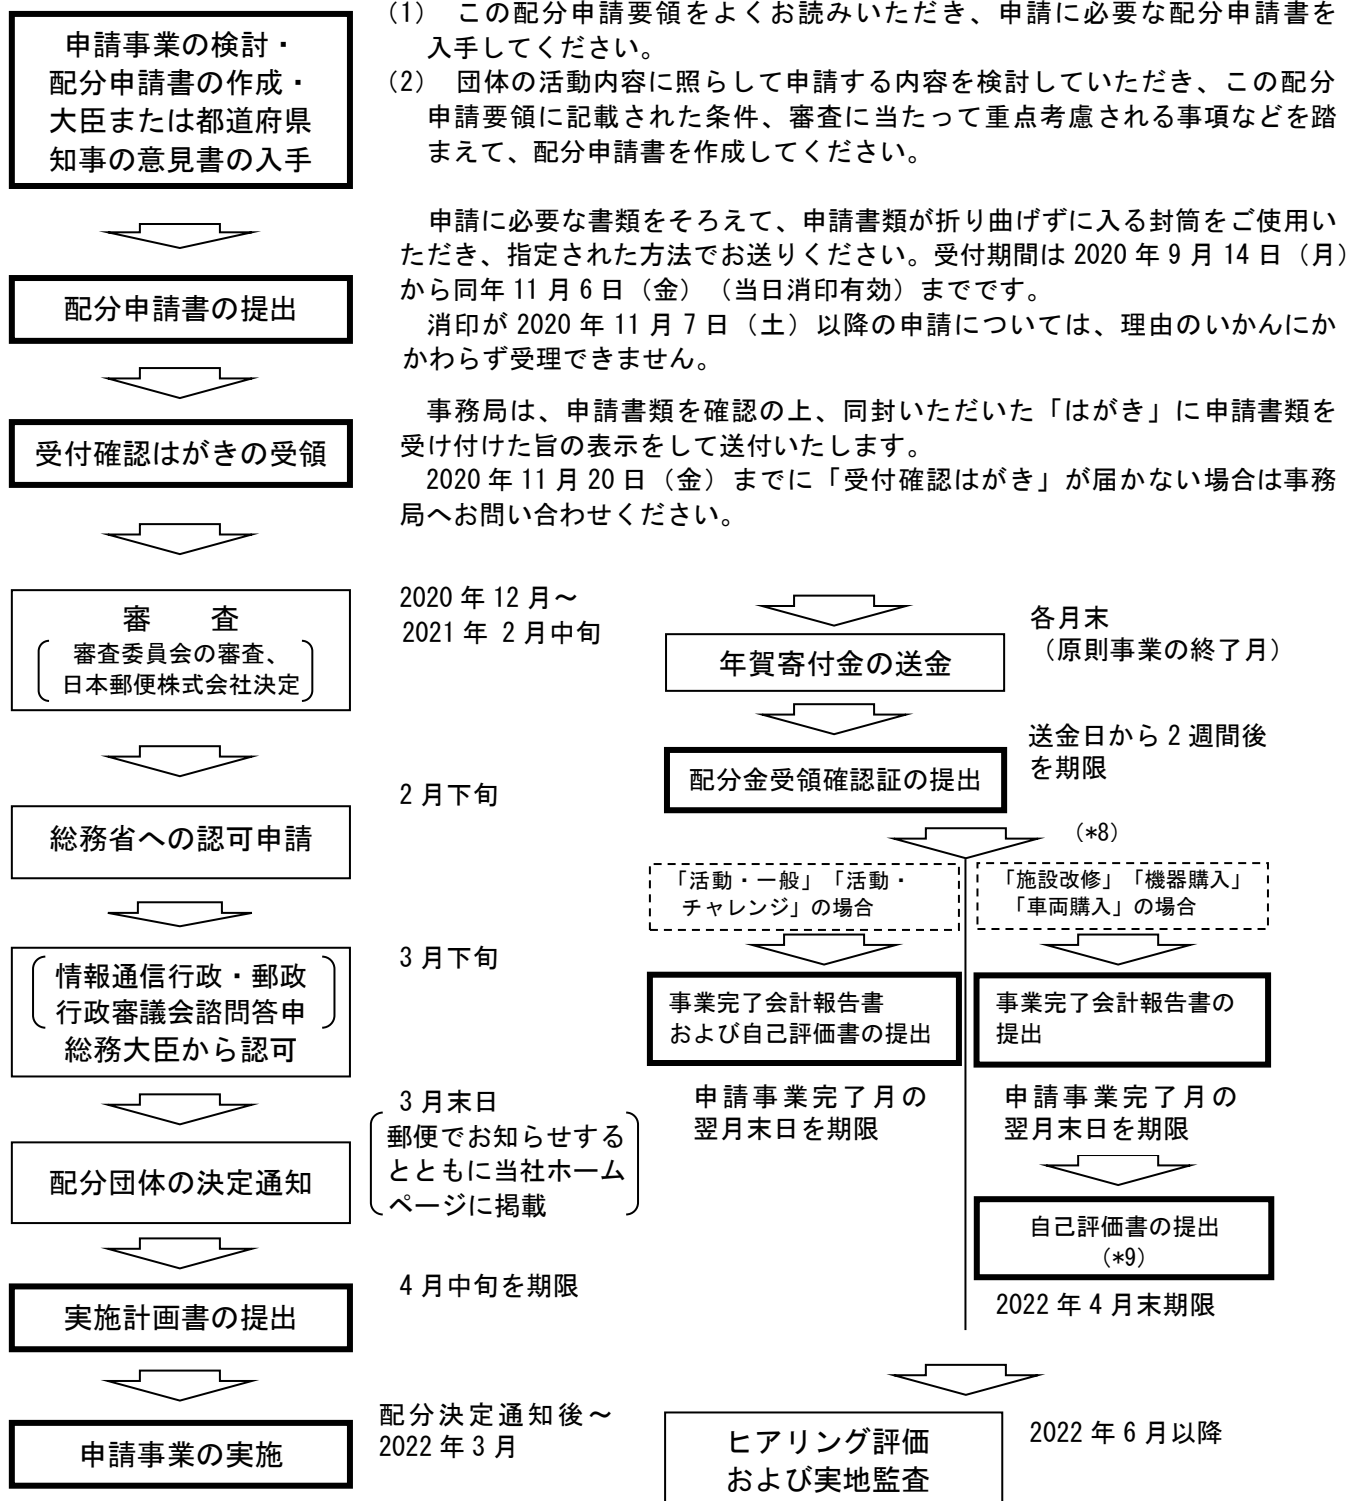 申請事業の検討・
配分申請書の作成・
大臣または都道府県
知事の意見書の入手
(1) この配分申請要領をよくお読みいただき、申請に必要な配分申請書を
入手してください。
(2) 団体の活動内容に照らして申請する内容を検討していただき、この配分
申請要領に記載された条件、審査に当たって重点考慮される事項などを踏
まえて、配分申請書を作成してください。
配分申請書の提出
申請に必要な書類をそろえて、申請書類が折り曲げずに入る封筒をご使用い
ただき、指定された方法でお送りください。受付期間は 2020 年 9 月 14 日（月）
から同年 11 月 6 日（金）（当日消印有効）までです。
消印が 2020 年 11 月 7 日（土）以降の申請については、理由のいかんにか
かわらず受理できません。
受付確認はがきの受領
事務局は、申請書類を確認の上、同封いただいた「はがき」に申請書類を
受け付けた旨の表示をして送付いたします。
2020 年 11 月 20 日（金）までに「受付確認はがき」が届かない場合は事務
局へお問い合わせください。
審　　査
審査委員会の審査、
日本郵便株式会社決定
2020 年 12 月～
2021 年 2 月中旬
総務省への認可申請
2 月下旬
情報通信行政・郵政
行政審議会諮問答申
総務大臣から認可
3 月下旬
配分団体の決定通知
3 月末日
郵便でお知らせする
とともに当社ホーム
ページに掲載
実施計画書の提出
4 月中旬を期限
申請事業の実施
配分決定通知後～
2022 年 3 月
年賀寄付金の送金
各月末
（原則事業の終了月）
配分金受領確認証の提出
送金日から 2 週間後
を期限
(*8)
「活動・一般」「活動・
チャレンジ」の場合
事業完了会計報告書
および自己評価書の提出
申請事業完了月の
翌月末日を期限
「施設改修」「機器購入」
「車両購入」の場合
事業完了会計報告書の
提出
申請事業完了月の
翌月末日を期限
自己評価書の提出
(*9)
2022 年 4 月末期限
ヒアリング評価
および実地監査
2022 年 6 月以降